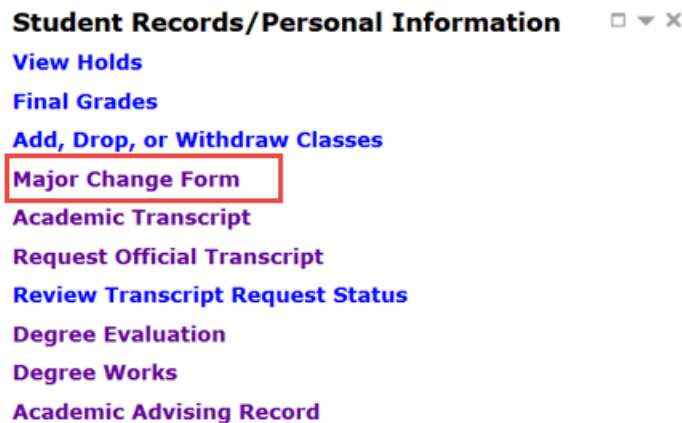 Student Records/Personal Information
View Holds
Final Grades
Add, Drop, or Withdraw Classes
Major Change Form
Academic Transcript
Request Official Transcript
Review Transcript Request Status
Degree Evaluation
Degree Works
Academic Advising Record